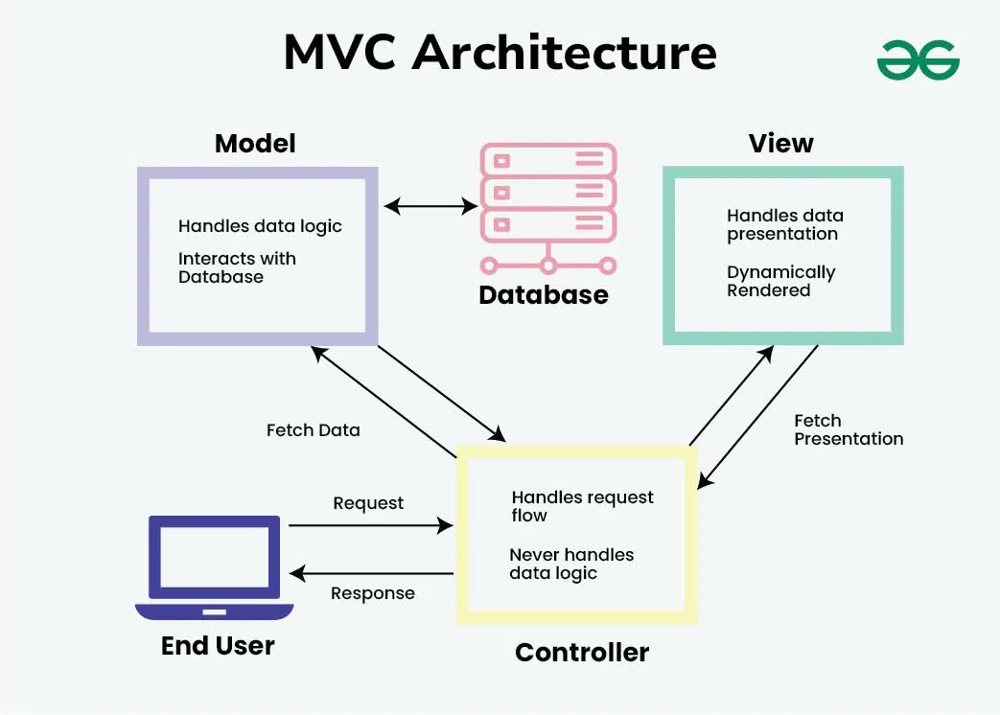 MVC Architecture
Model
View
Handles data logic
Interacts with
Database
Database
Handles data
presentation
Dynamically
Rendered
Fetch Data
Fetch
Presentation
Request
Response
Handles request
flow
Never handles
data logic
End User
Controller